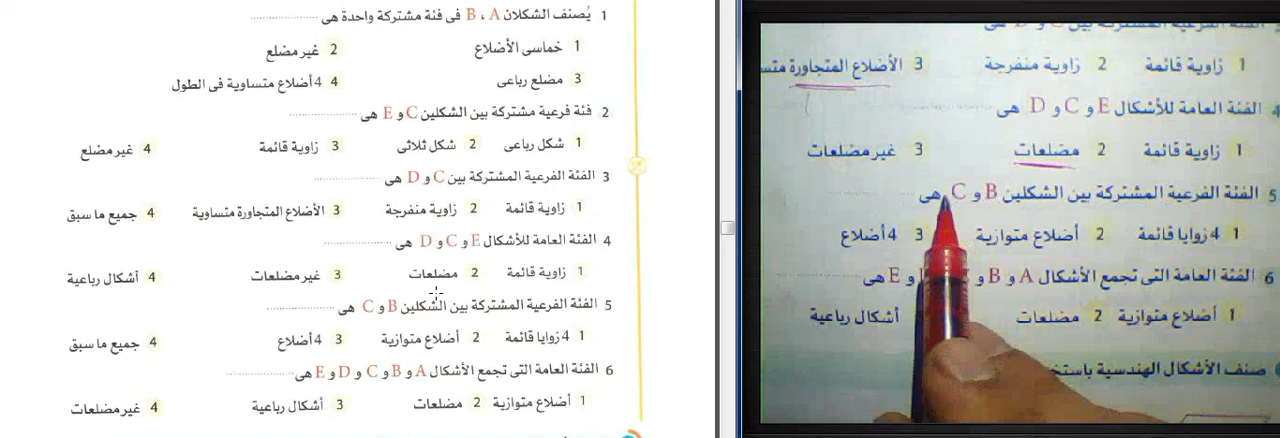 1 يُصنف الشكلان A ، B فى فئة مشتركة واحدة هى ..................
1 خماسى الأضلاع 2 غير مضلع
3 مضلع رباعى 4 4 أضلاع متساوية فى الطول
2 فئة فرعية مشتركة بين الشكلين C و E هى ..................
1 شكل رباعى 2 شكل ثلاثى 3 زاوية قائمة 4 غير مضلع
3 الفئة الفرعية المشتركة بين C و D هى ..................
1 زاوية قائمة 2 زاوية منفرجة 3 الأضلاع المتجاورة متساوية 4 جميع ما سبق
4 الفئة العامة للأشكال E و C و D هى ..................
1 زاوية قائمة 2 مضلعات 3 غير مضلعات 4 أشكال رباعية
5 الفئة الفرعية المشتركة بين الشكلين B و C هى ..................
1 4 زوايا قائمة 2 أضلاع متوازية 3 4 أضلاع 4 جميع ما سبق
6 الفئة العامة التى تجمع الأشكال A و B و C و D و E هى ..................
1 أضلاع متوازية 2 مضلعات 3 أشكال رباعية 4 غير مضلعات
1 زاوية قائمة 2 زاوية منفرجة 3 الأضلاع المتجاورة
4 الفئة العامة للأشكال E و C و D هى ..................
1 زاوية قائمة 2 مضلعات 3 غير مضلعات
5 الفئة الفرعية المشتركة بين الشكلين B و C هى
1 4 زوايا قائمة 2 أضلاع متوازية 3 4 أضلاع
6 الفئة العامة التى تجمع الأشكال A و B و و E هى ..................
1 أضلاع متوازية 2 مضلعات أشكال رباعية
صنف الأشكال الهندسية